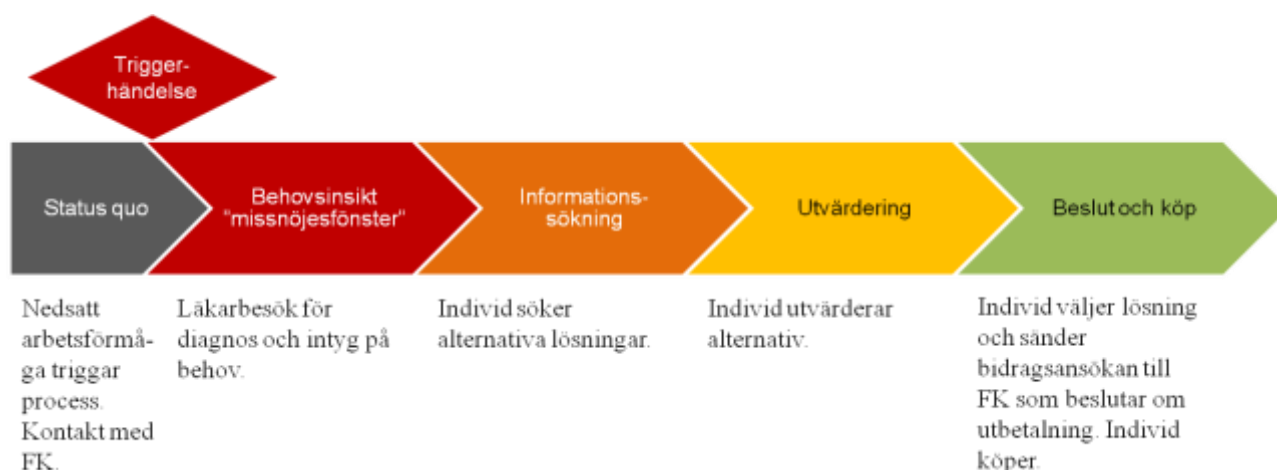 Trigger-
händelse
Status quo
Behovsinsikt
"missnöjesfönster"
Informations-
sökning
Utvärdering
Beslut och köp
Nedsatt
arbetsförmå-
ga triggar
process.
Kontakt med
FK.
Läkarbesök för
diagnos och intyg på
behov.
Individ söker
alternativa lösningar.
Individ utvärderar
alternativ.
Individ väljer lösning
och sänder
bidragsansökan till
FK som beslutar om
utbetalning. Individ
köper.